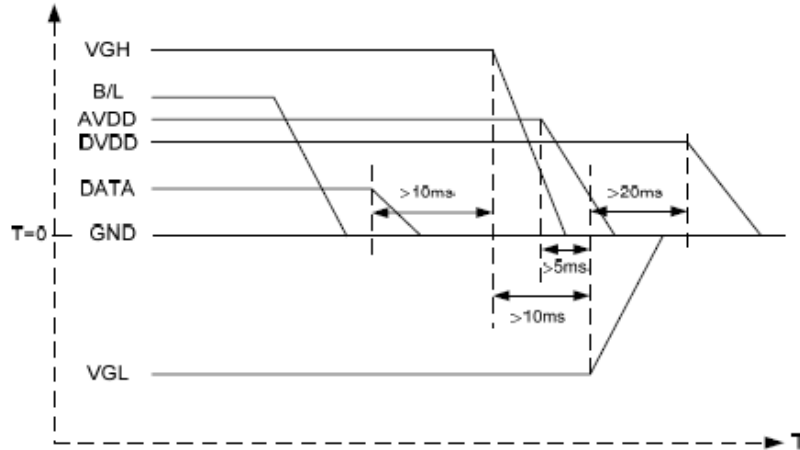 VGH
B/L
AVDD
DVDD
DATA
>10ms
>20ms
T=0
GND
>5ms
>10ms
VGL
T